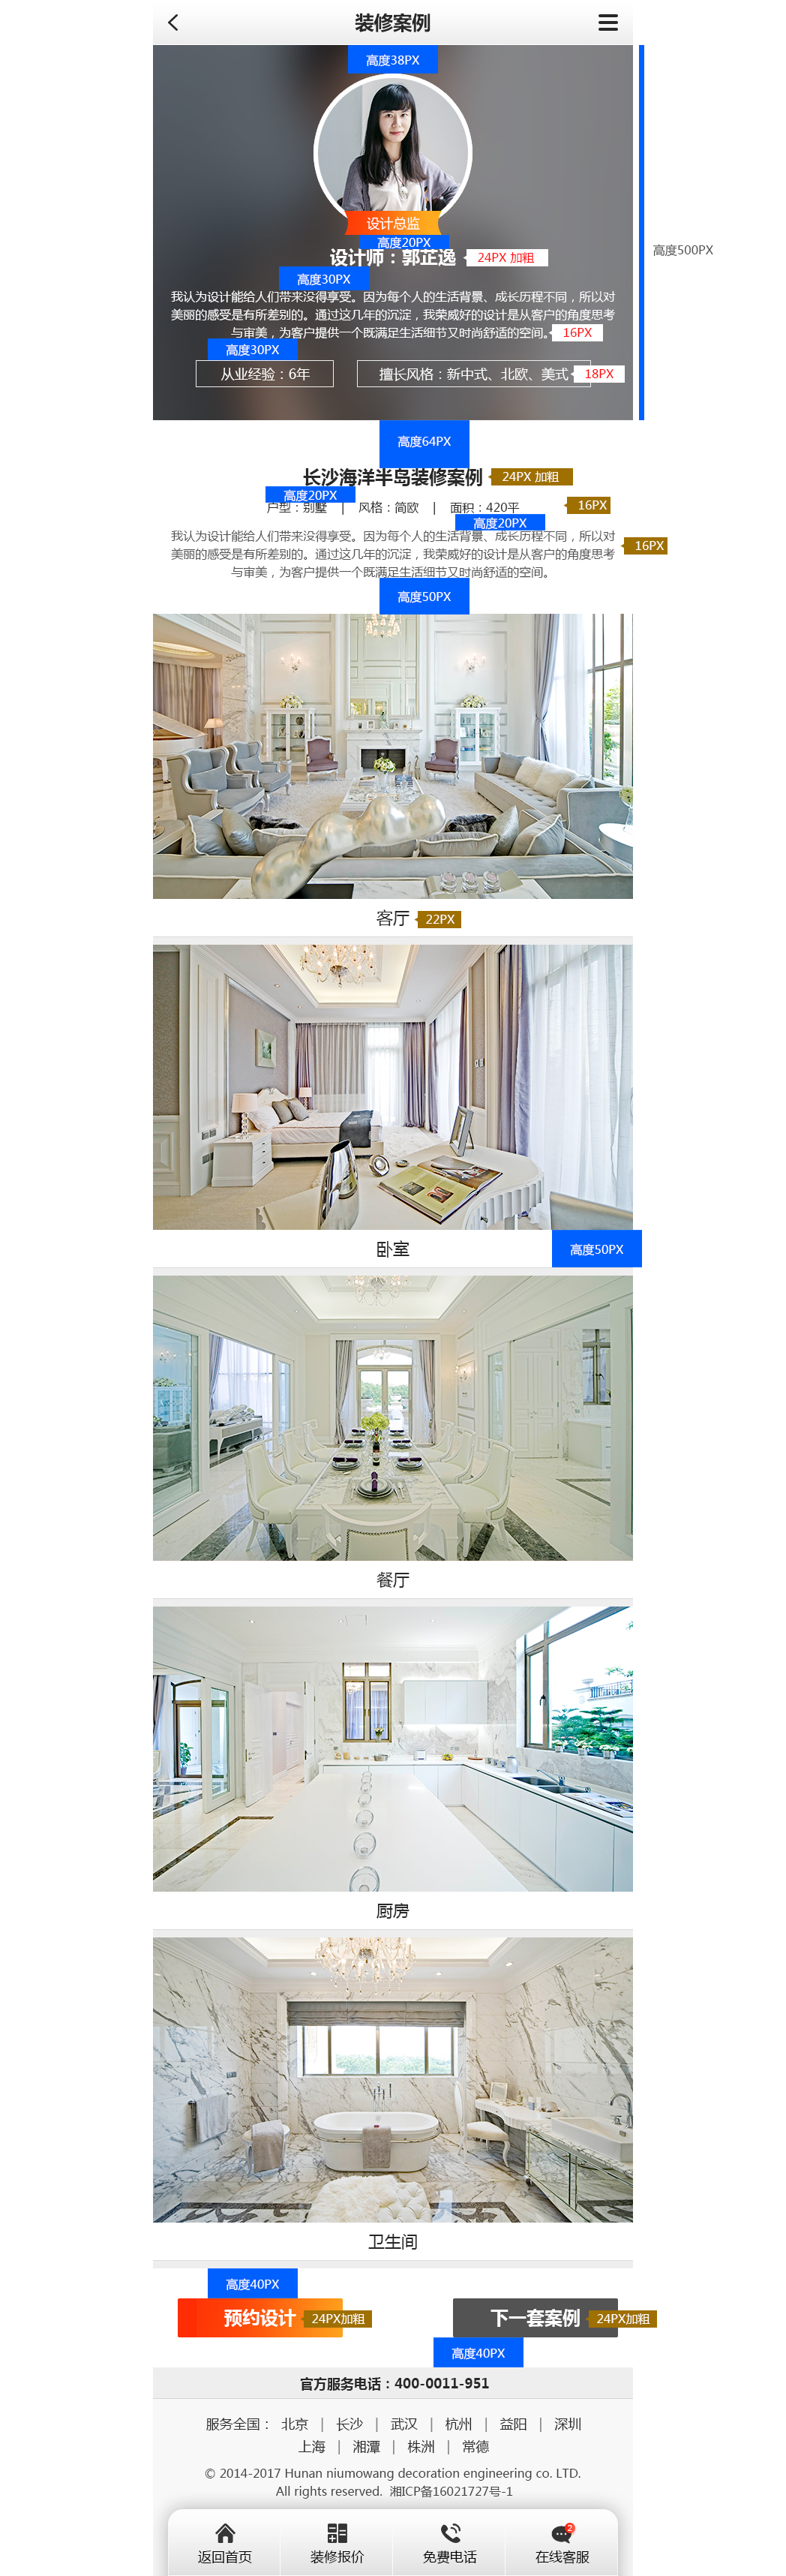 装修案例
高度38PX
设计总监
高度20PX
设计师：郭芷逸
24PX 加粗
高度500PX
高度30PX
我认为设计能给人们带来没得享受。因为每个人的生活背景、成长历程不同，所以对
美丽的感受是有所差别的。通过这几年的沉淀，我荣威好的设计是从客户的角度思考
与审美，为客户提供一个既满足生活细节又时尚舒适的空间。
16PX
高度30PX
从业经验：6年
擅长风格：新中式、北欧、美式
18PX
高度64PX
长沙海洋半岛装修案例
24PX 加粗
高度20PX
户型：别墅 | 风格：简欧 | 面积：420平
16PX
高度20PX
我认为设计能给人们带来没得享受。因为每个人的生活背景、成长历程不同，所以对
美丽的感受是有所差别的。通过这几年的沉淀，我荣威好的设计是从客户的角度思考
与审美，为客户提供一个既满足生活细节又时尚舒适的空间。
16PX
高度50PX
客厅
22PX
卧室
高度50PX
餐厅
厨房
卫生间
高度40PX
预约设计
24PX加粗
下一套案例
24PX加粗
高度40PX
官方服务电话：400-0011-951
服务全国： 北京 | 长沙 | 武汉 | 杭州 | 益阳 | 深圳
上海 | 湘潭 | 株洲 | 常德
© 2014-2017 Hunan niumowang decoration engineering co. LTD.
All rights reserved. 湘ICP备16021727号-1
2
返回首页
装修报价
免费电话
在线客服